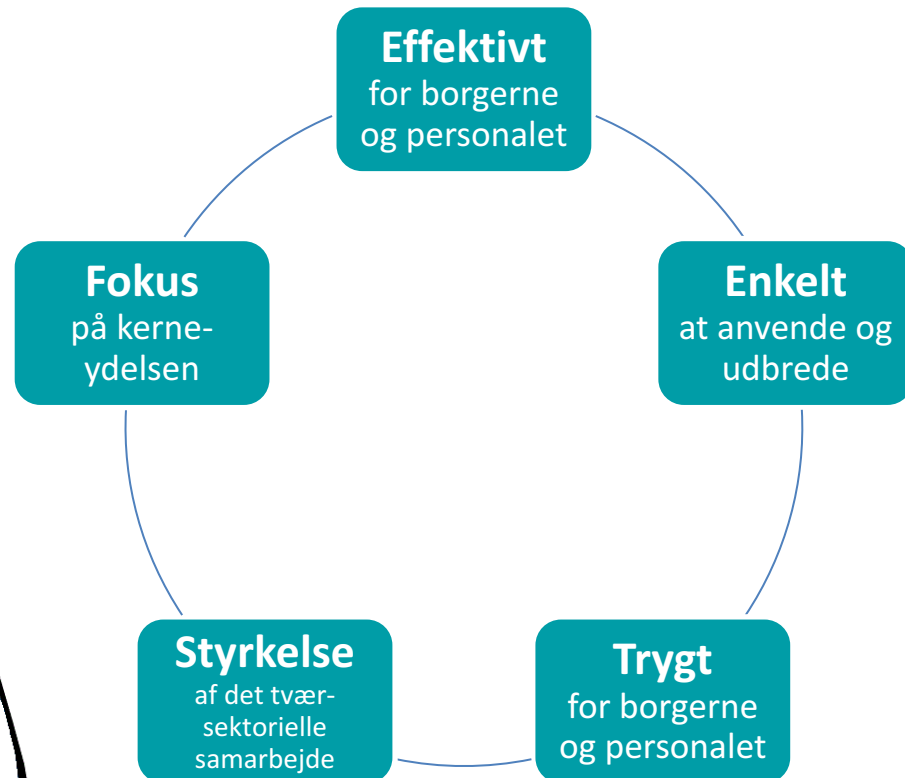 Effektivt
for borgerne
og personalet
Fokus
på kerne-
ydelsen
Enkelt
at anvende og
udbrede
Styrkelse
af det tvær-
sektorielle
samarbejde
Trygt
for borgerne
og personalet